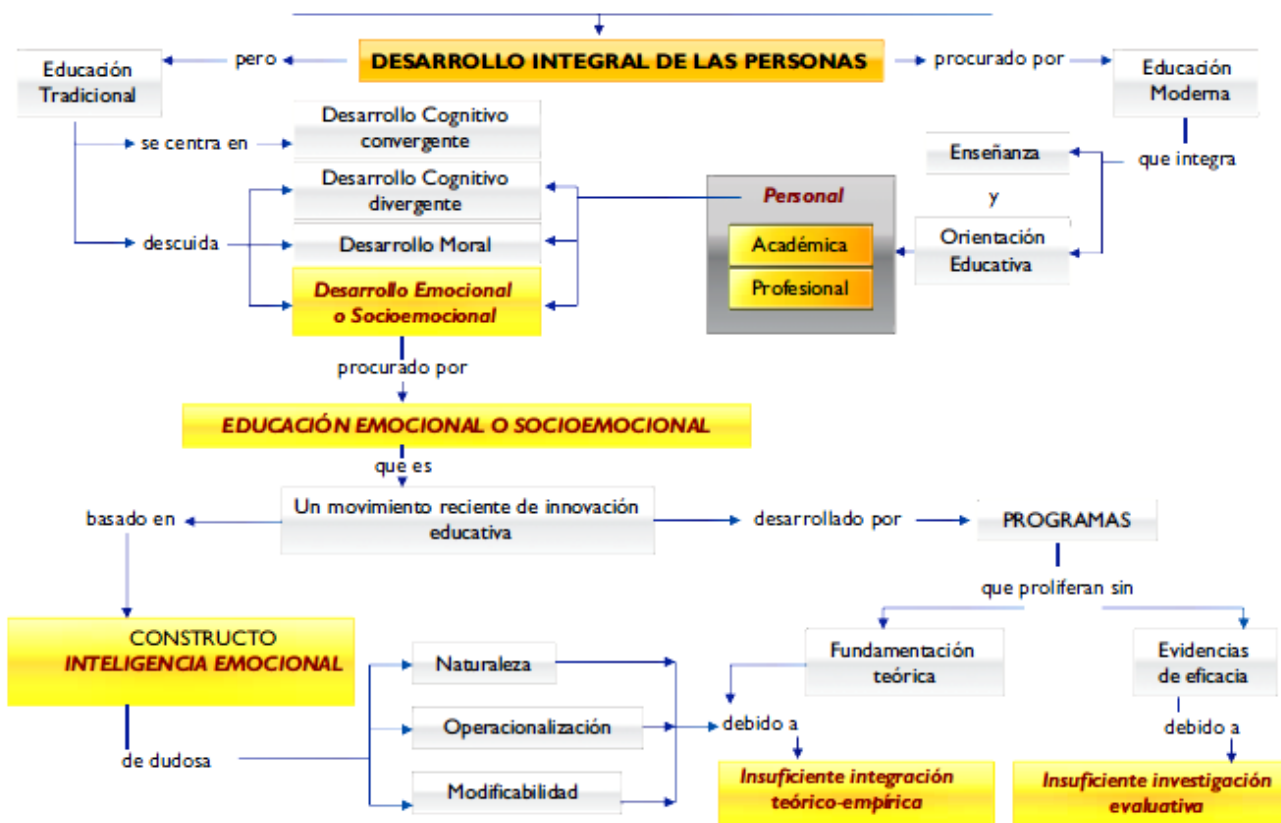 DESARROLLO INTEGRAL DE LAS PERSONAS
pero
procurado por
Educación
Tradicional
Educación
Moderna
se centra en
Desarrollo Cognitivo
convergente
Enseñanza
que integra
Desarrollo Cognitivo
divergente
Personal
y
descuida
Desarrollo Moral
Académica
Orientación
Educativa
Desarrollo Emocional
o Socioemocional
Profesional
procurado por
EDUCACIÓN EMOCIONAL O SOCIOEMOCIONAL
que es
basado en
Un movimiento reciente de innovación
educativa
desarrollado por
PROGRAMAS
que proliferan sin
CONSTRUCTO
INTELIGENCIA EMOCIONAL
Naturaleza
Fundamentación
teórica
Evidencias
de eficacia
Operacionalización
debido a
debido a
de dudosa
Modificabilidad
Insuficiente integración
teórico-empírica
Insuficiente investigación
evaluativa